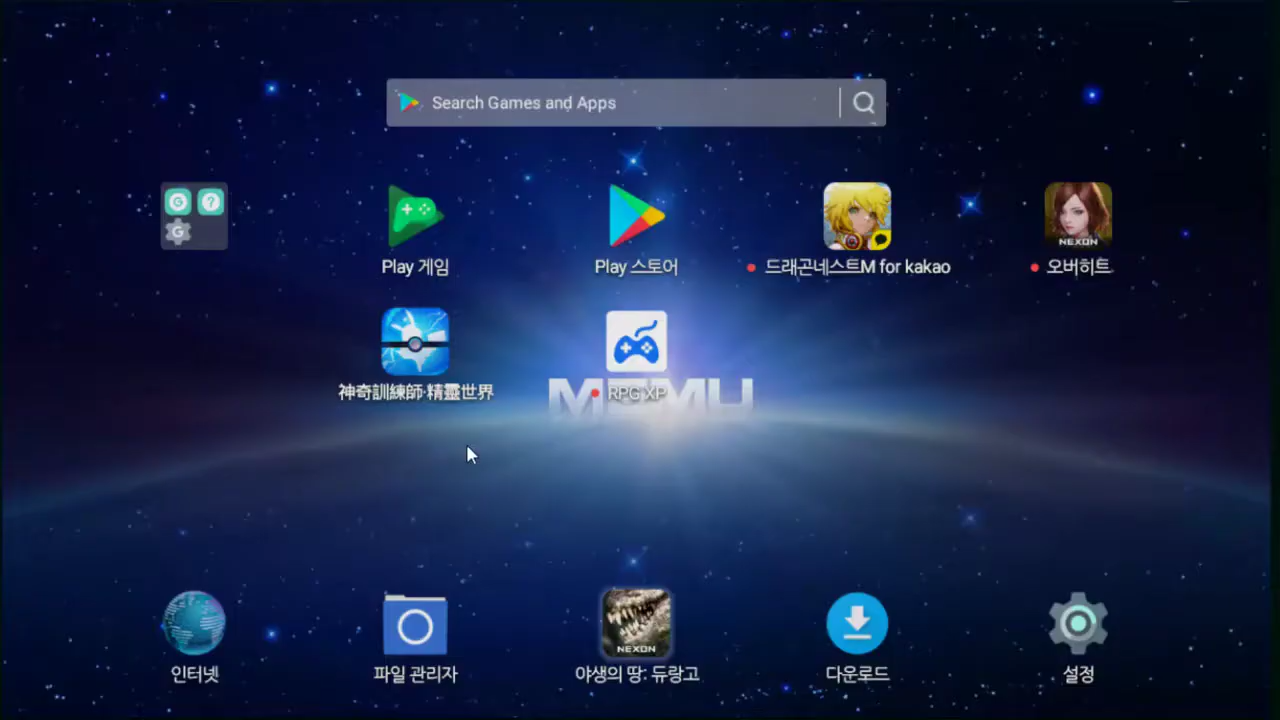 Search Games and Apps
G ?
G
NEXON
Play 게임
Play 스토어
드래곤네스트M for kakao
오버히트
神奇訓練師·精靈世界
RPG XP
MEMU
NEXON
인터넷
파일 관리자
야생의 땅: 듀랑고
다운로드
설정